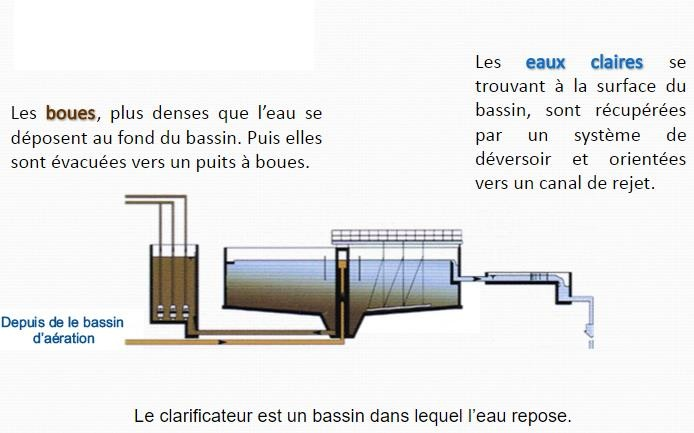 Les boues, plus denses que l'eau se
déposent au fond du bassin. Puis elles
sont évacuées vers un puits à boues.
Les eaux claires se
trouvant à la surface du
bassin, sont récupérées
par un système de
déversoir et orientées
vers un canal de rejet.
Depuis de le bassin
d'aération
Le clarificateur est un bassin dans lequel l'eau repose.